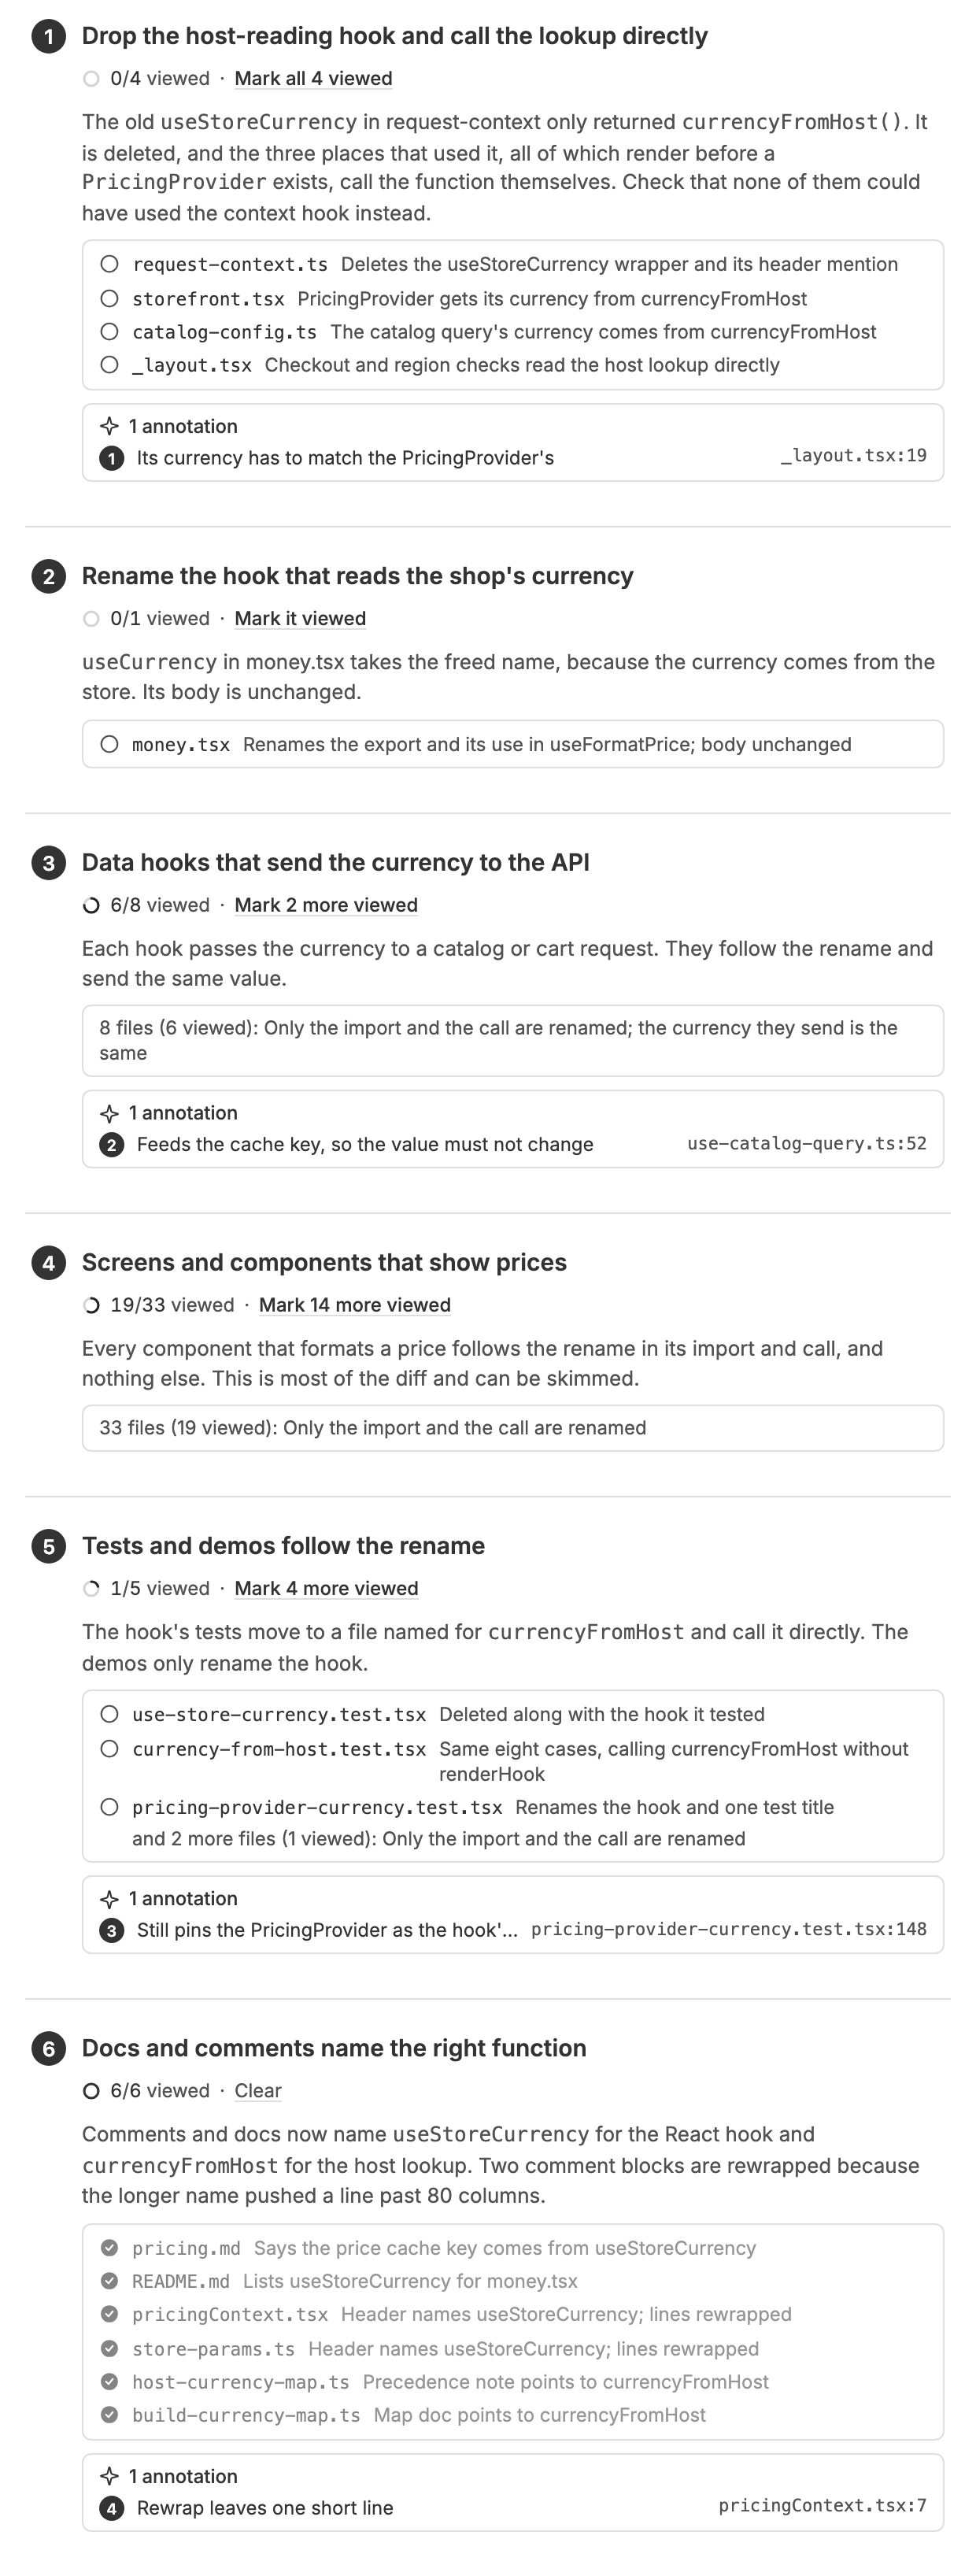 1 Drop the host-reading hook and call the lookup directly
0/4 viewed · Mark all 4 viewed
The old useStoreCurrency in request-context only returned currencyFromHost(). It
is deleted, and the three places that used it, all of which render before a
PricingProvider exists, call the function themselves. Check that none of them could
have used the context hook instead.
request-context.ts Deletes the useStoreCurrency wrapper and its header mention
storefront.tsx PricingProvider gets its currency from currencyFromHost
catalog-config.ts The catalog query's currency comes from currencyFromHost
_layout.tsx Checkout and region checks read the host lookup directly
1 annotation
1 Its currency has to match the PricingProvider's _layout.tsx:19
2 Rename the hook that reads the shop's currency
0/1 viewed · Mark it viewed
useCurrency in money.tsx takes the freed name, because the currency comes from the
store. Its body is unchanged.
money.tsx Renames the export and its use in useFormatPrice; body unchanged
3 Data hooks that send the currency to the API
6/8 viewed · Mark 2 more viewed
Each hook passes the currency to a catalog or cart request. They follow the rename and
send the same value.
8 files (6 viewed): Only the import and the call are renamed; the currency they send is the
same
1 annotation
2 Feeds the cache key, so the value must not change use-catalog-query.ts:52
4 Screens and components that show prices
19/33 viewed · Mark 14 more viewed
Every component that formats a price follows the rename in its import and call, and
nothing else. This is most of the diff and can be skimmed.
33 files (19 viewed): Only the import and the call are renamed
5 Tests and demos follow the rename
1/5 viewed · Mark 4 more viewed
The hook's tests move to a file named for currencyFromHost and call it directly. The
demos only rename the hook.
use-store-currency.test.tsx Deleted along with the hook it tested
currency-from-host.test.tsx Same eight cases, calling currencyFromHost without
renderHook
pricing-provider-currency.test.tsx Renames the hook and one test title
and 2 more files (1 viewed): Only the import and the call are renamed
1 annotation
3 Still pins the PricingProvider as the hook'... pricing-provider-currency.test.tsx:148
6 Docs and comments name the right function
6/6 viewed · Clear
Comments and docs now name useStoreCurrency for the React hook and
currencyFromHost for the host lookup. Two comment blocks are rewrapped because
the longer name pushed a line past 80 columns.
pricing.md Says the price cache key comes from useStoreCurrency
README.md Lists useStoreCurrency for money.tsx
pricingContext.tsx Header names useStoreCurrency; lines rewrapped
store-params.ts Header names useStoreCurrency; lines rewrapped
host-currency-map.ts Precedence note points to currencyFromHost
build-currency-map.ts Map doc points to currencyFromHost
1 annotation
4 Rewrap leaves one short line pricingContext.tsx:7